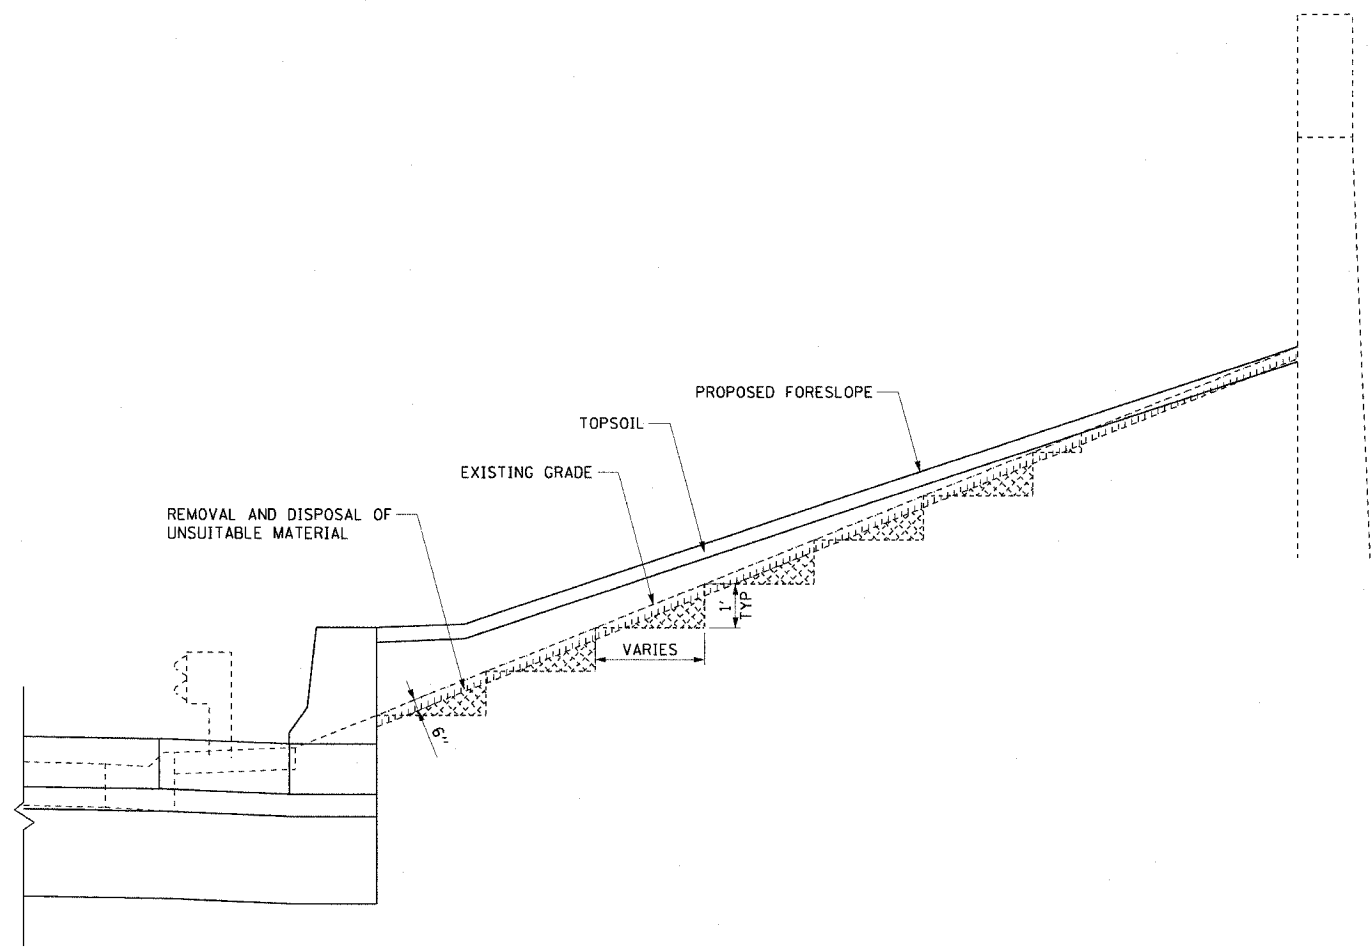 PROPOSED FORESLOPE
TOPSOIL
EXISTING GRADE
REMOVAL AND DISPOSAL OF
UNSUITABLE MATERIAL
1'
TYP
VARIES
6"